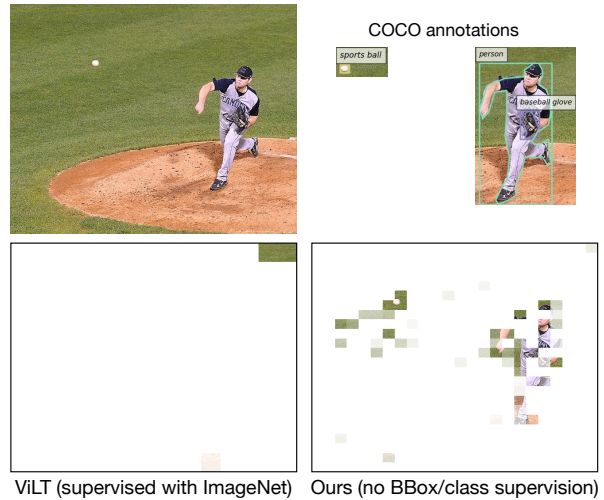 COCO annotations
sports ball
person
baseball glove
ViLT (supervised with ImageNet)
Ours (no BBox/class supervision)